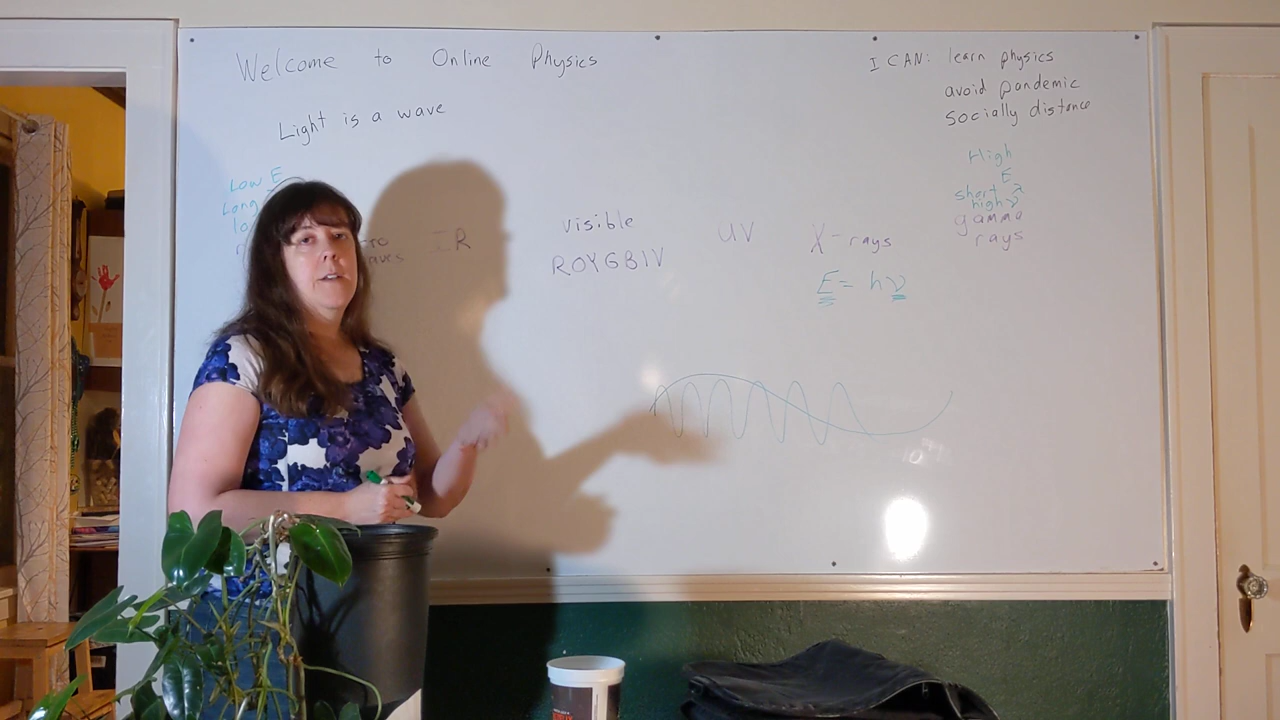 Welcome to Online Physics
I CAN: learn physics
avoid pandemic
socially distance
Light is a wave
Low E
Long
High
E
short λ
high ν
gamma
rays
IR
visible
ROYGBIV
UV
X-rays
E = hν